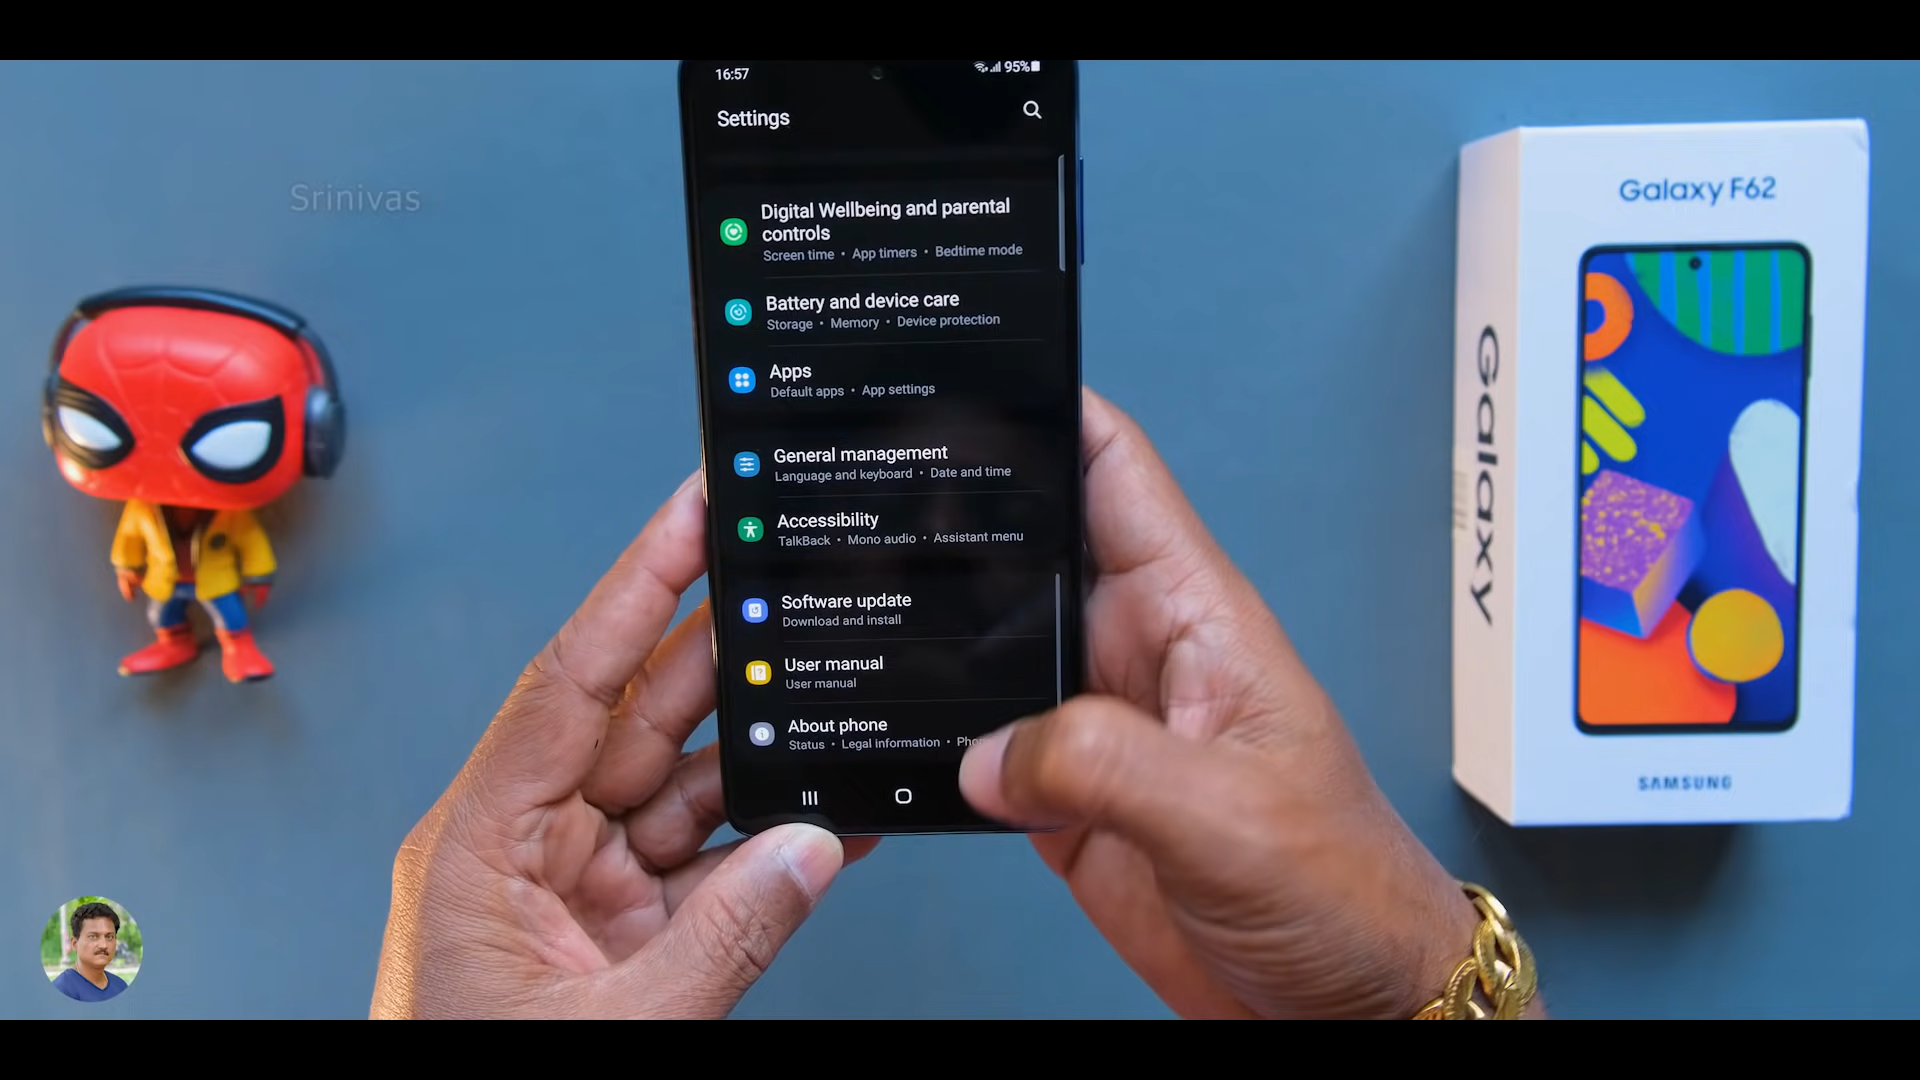 16:57
95%
Settings
Srinivas
Digital Wellbeing and parental
controls
Screen time • App timers • Bedtime mode
Battery and device care
Storage • Memory • Device protection
Apps
Default apps • App settings
General management
Language and keyboard • Date and time
Accessibility
TalkBack • Mono audio • Assistant menu
Software update
Download and install
User manual
User manual
About phone
Status • Legal information •
Galaxy F62
Galaxy
SAMSUNG